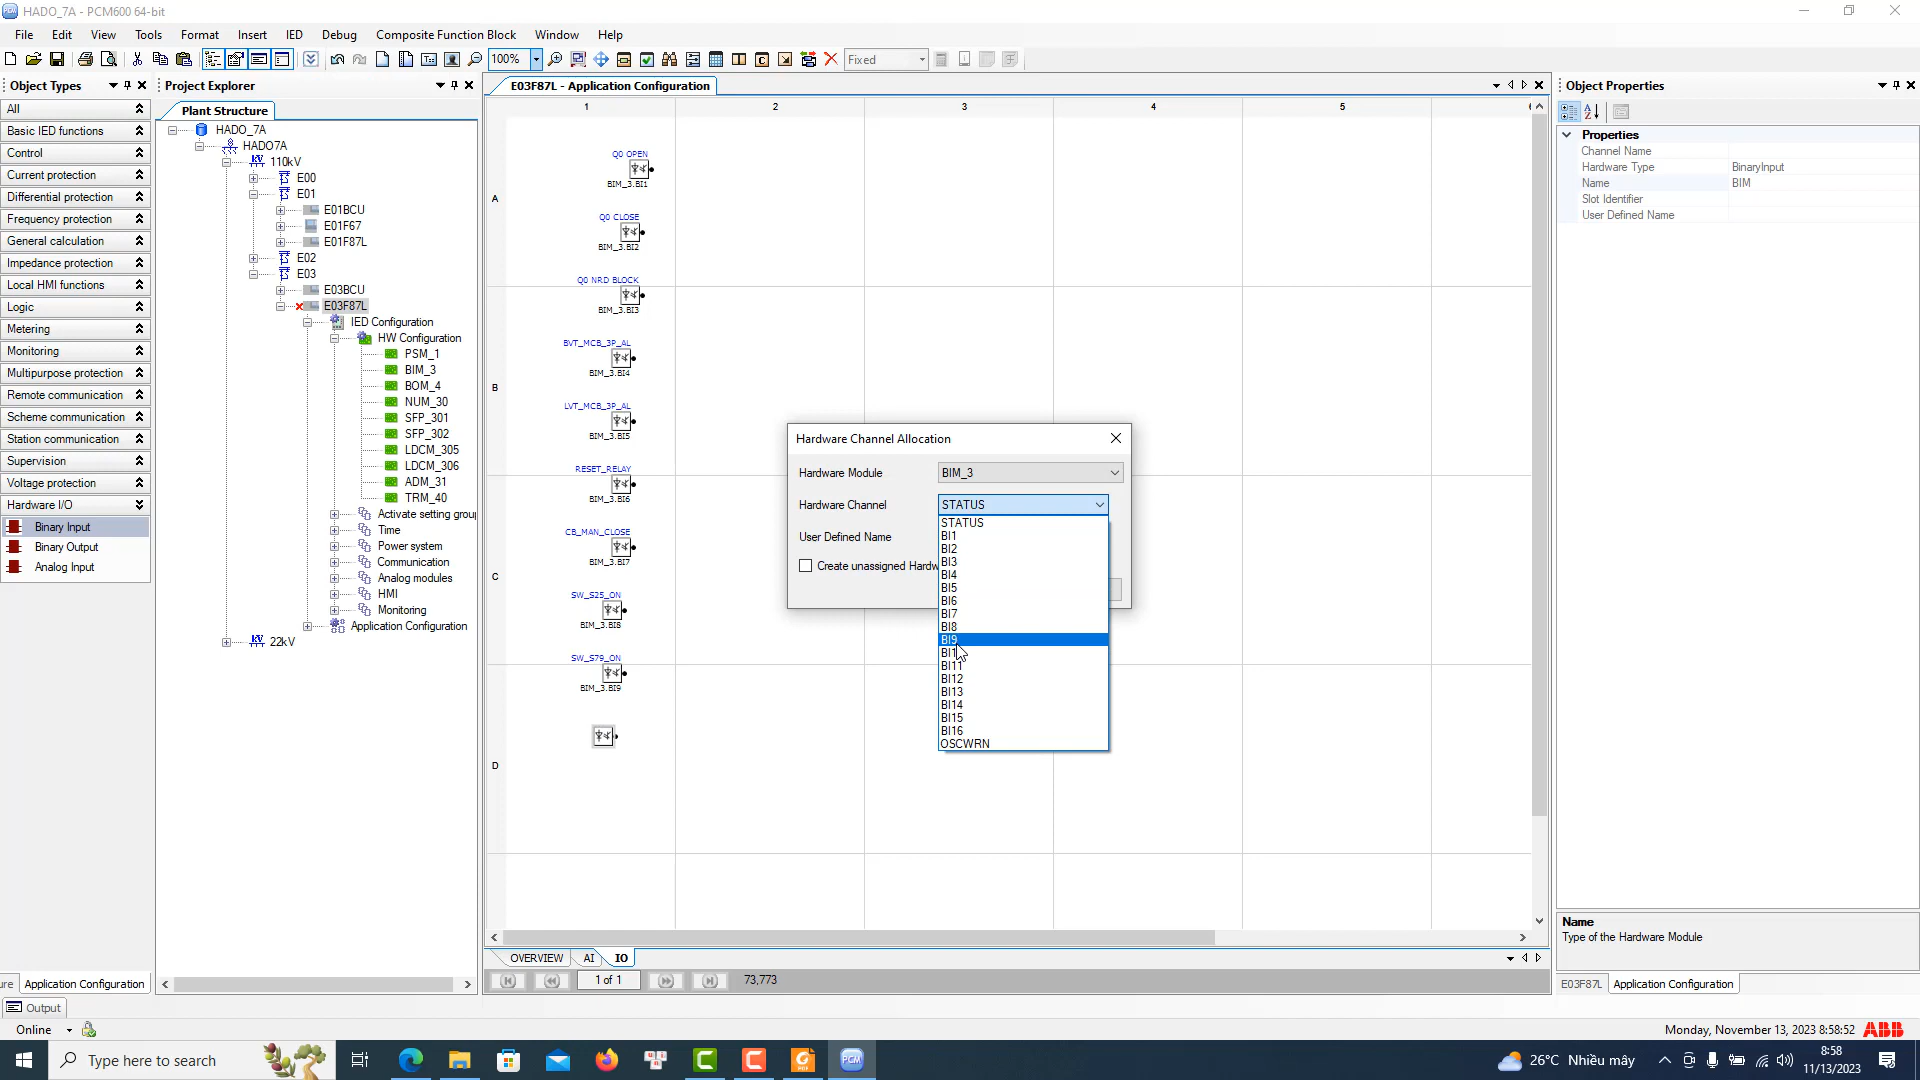 HADO_7A - PCM600 64-bit
File Edit View Tools Format Insert IED Debug Composite Function Block Window Help
100%
Fixed
Object Types
All
Basic IED functions
Control
Current protection
Differential protection
Frequency protection
General calculation
Impedance protection
Local HMI functions
Logic
Metering
Monitoring
Multipurpose protection
Remote communication
Scheme communication
Station communication
Supervision
Voltage protection
Hardware I/O
Binary Input
Binary Output
Analog Input
Application Configuration
Project Explorer
Plant Structure
HADO_7A
HADO7A
110kV
E00
E01
E01BCU
E01F67
E01F87L
E02
E03
E03BCU
E03F87L
IED Configuration
HW Configuration
PSM_1
BIM_3
BOM_4
NUM_30
SFP_301
SFP_302
LDCM_305
LDCM_306
ADM_31
TRM_40
Activate setting group
Time
Power system
Communication
Analog modules
HMI
Monitoring
Application Configuration
22kV
E03F87L - Application Configuration
1 2 3 4 5
A
B
C
D
Q0 OPEN
BIM_3.BI1
Q0 CLOSE
BIM_3.BI2
Q0 NRD BLOCK
BIM_3.BI3
BVT_MCB_3P_AL
BIM_3.BI4
LVT_MCB_3P_AL
BIM_3.BI5
RESET_RELAY
BIM_3.BI6
CB_MAN_CLOSE
BIM_3.BI7
SW_S25_ON
BIM_3.BI8
SW_S79_ON
BIM_3.BI9
Hardware Channel Allocation
Hardware Module BIM_3
Hardware Channel STATUS
User Defined Name
Create unassigned Hardw
STATUS
BI1
BI2
BI3
BI4
BI5
BI6
BI7
BI8
BI9
BI11
BI12
BI13
BI14
BI15
BI16
OSCWRN
OVERVIEW AI IO
1 of 1
73,773
Object Properties
Properties
Channel Name
Hardware Type BinaryInput
Name BIM
Slot Identifier
User Defined Name
Name
Type of the Hardware Module
E03F87L Application Configuration
Output
Online
Monday, November 13, 2023 8:58:52 ABB
Type here to search
PCM
26°C Nhiều mây
8:58
11/13/2023